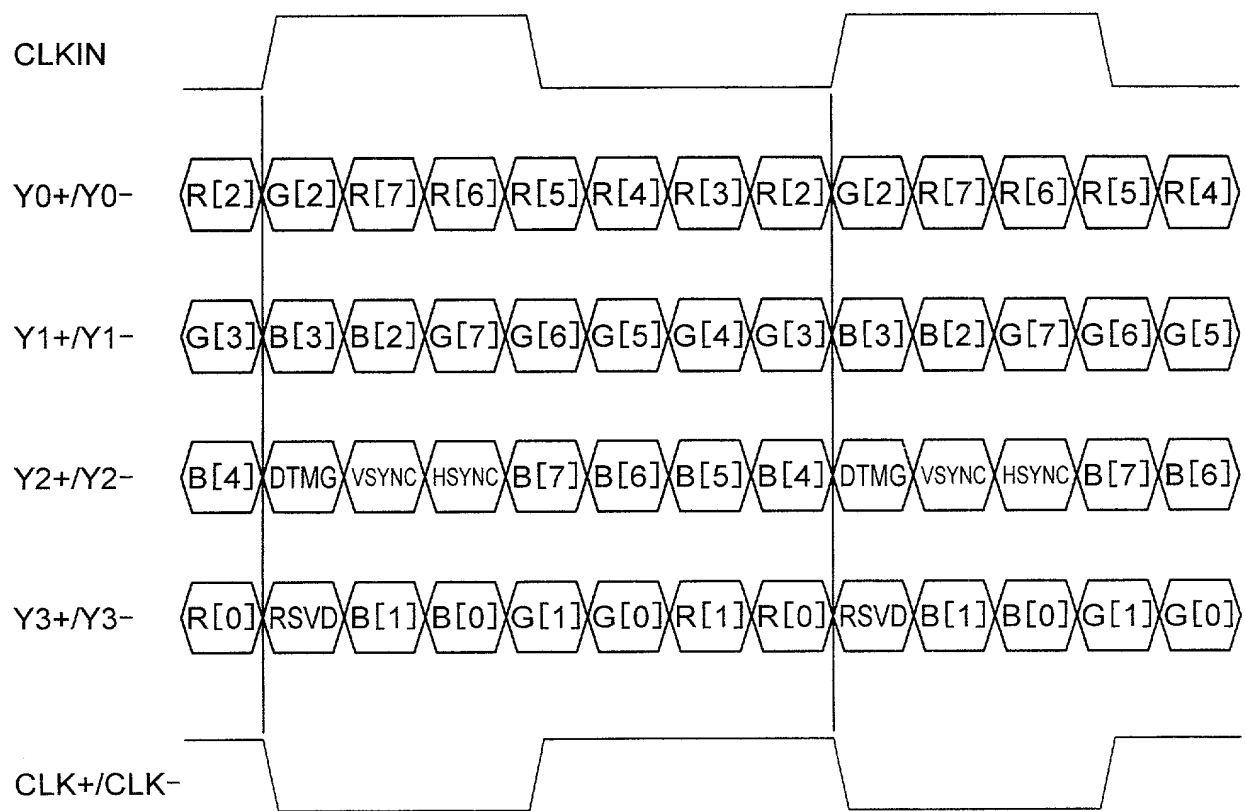 CLKIN
Y0+/Y0- R[2] G[2] R[7] R[6] R[5] R[4] R[3] R[2] G[2] R[7] R[6] R[5] R[4]
Y1+/Y1- G[3] B[3] B[2] G[7] G[6] G[5] G[4] G[3] B[3] B[2] G[7] G[6] G[5]
Y2+/Y2- B[4] DTMG VSYNC HSYNC B[7] B[6] B[5] B[4] DTMG VSYNC HSYNC B[7] B[6]
Y3+/Y3- R[0] RSVD B[1] B[0] G[1] G[0] R[1] R[0] RSVD B[1] B[0] G[1] G[0]
CLK+/CLK-